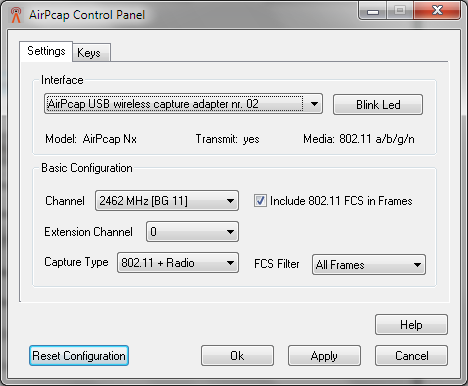 AirPcap Control Panel
Settings
Keys
Interface
AirPcap USB wireless capture adapter nr. 02
Blink Led
Model: AirPcap Nx
Transmit: yes
Media: 802.11 a/b/g/n
Basic Configuration
Channel
2462 MHz [BG 11]
Include 802.11 FCS in Frames
Extension Channel
0
Capture Type
802.11 + Radio
FCS Filter
All Frames
Help
Reset Configuration
Ok
Apply
Cancel